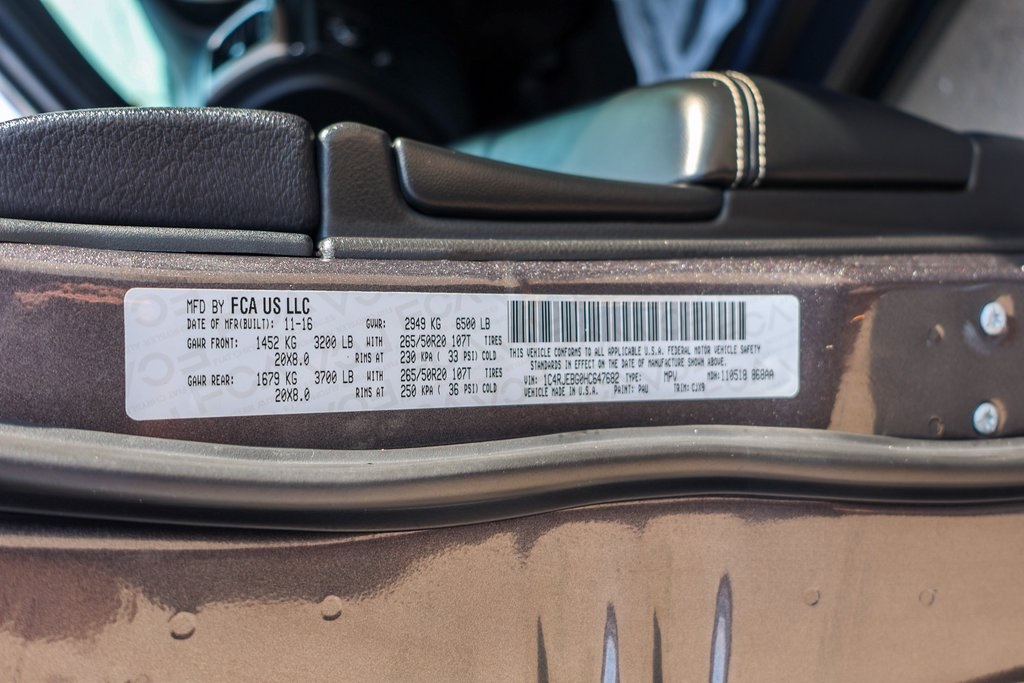 MFD BY FCA US LLC
DATE OF MFR(BUILT): 11-16 GVWR: 2949 KG 6500 LB
GAWR FRONT: 1452 KG 3200 LB WITH 265/50R20 107T TIRES
20X8.0 RIMS AT 230 KPA ( 33 PSI) COLD
GAWR REAR: 1679 KG 3700 LB WITH 265/50R20 107T TIRES
20X8.0 RIMS AT 250 KPA ( 36 PSI) COLD
THIS VEHICLE CONFORMS TO ALL APPLICABLE U.S.A. FEDERAL MOTOR VEHICLE SAFETY
STANDARDS IN EFFECT ON THE DATE OF MANUFACTURE SHOWN ABOVE.
VIN: 1C4RJEBG0HC647682 TYPE: MPV MDH: 110518 868AA
VEHICLE MADE IN U.S.A. PAINT: PAU TRIM: CJX9